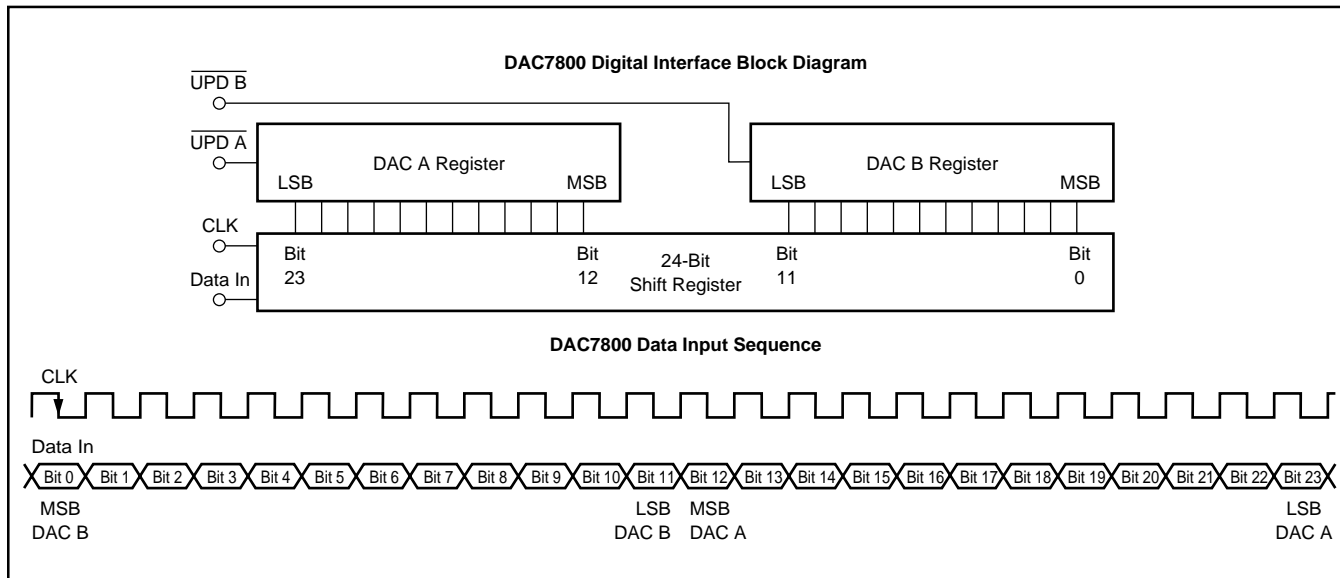 DAC7800 Digital Interface Block Diagram
UPD B
UPD A
DAC A Register
LSB MSB
DAC B Register
LSB MSB
CLK
Data In
Bit 23
Bit 12
24-Bit
Shift Register
Bit 11
Bit 0
DAC7800 Data Input Sequence
CLK
Data In
Bit 0 Bit 1 Bit 2 Bit 3 Bit 4 Bit 5 Bit 6 Bit 7 Bit 8 Bit 9 Bit 10 Bit 11 Bit 12 Bit 13 Bit 14 Bit 15 Bit 16 Bit 17 Bit 18 Bit 19 Bit 20 Bit 21 Bit 22 Bit 23
MSB LSB MSB LSB
DAC B DAC B DAC A DAC A